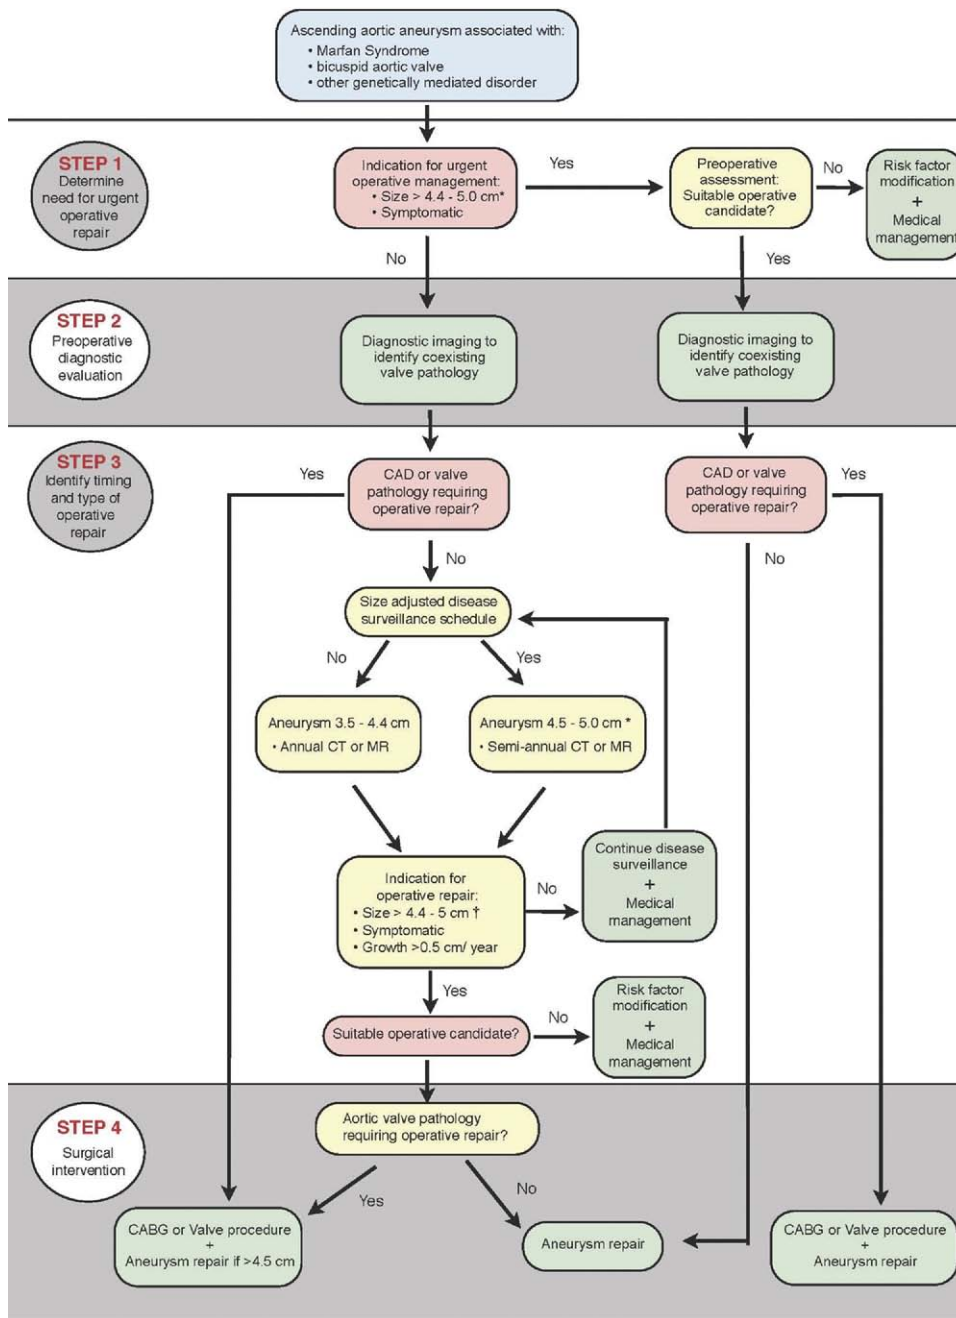 Ascending aortic aneurysm associated with:
• Marfan Syndrome
• bicuspid aortic valve
• other genetically mediated disorder
STEP 1
Determine
need for urgent
operative
repair
Indication for urgent
operative management:
• Size > 4.4 - 5.0 cm*
• Symptomatic
Yes
Preoperative
assessment:
Suitable operative
candidate?
No
Risk factor
modification
+
Medical
management
No
Yes
STEP 2
Preoperative
diagnostic
evaluation
Diagnostic imaging to
identify coexisting
valve pathology
Diagnostic imaging to
identify coexisting
valve pathology
STEP 3
Identify timing
and type of
operative
repair
Yes
CAD or valve
pathology requiring
operative repair?
CAD or valve
pathology requiring
operative repair?
Yes
No
No
Size adjusted disease
surveillance schedule
No
Yes
Aneurysm 3.5 - 4.4 cm
• Annual CT or MR
Aneurysm 4.5 - 5.0 cm *
• Semi-annual CT or MR
Indication for
operative repair:
• Size > 4.4 - 5 cm †
• Symptomatic
• Growth >0.5 cm/ year
No
Continue disease
surveillance
+
Medical
management
Yes
Suitable operative candidate?
No
Risk factor
modification
+
Medical
management
STEP 4
Surgical
intervention
Aortic valve pathology
requiring operative repair?
Yes
No
CABG or Valve procedure
+
Aneurysm repair if >4.5 cm
Aneurysm repair
CABG or Valve procedure
+
Aneurysm repair